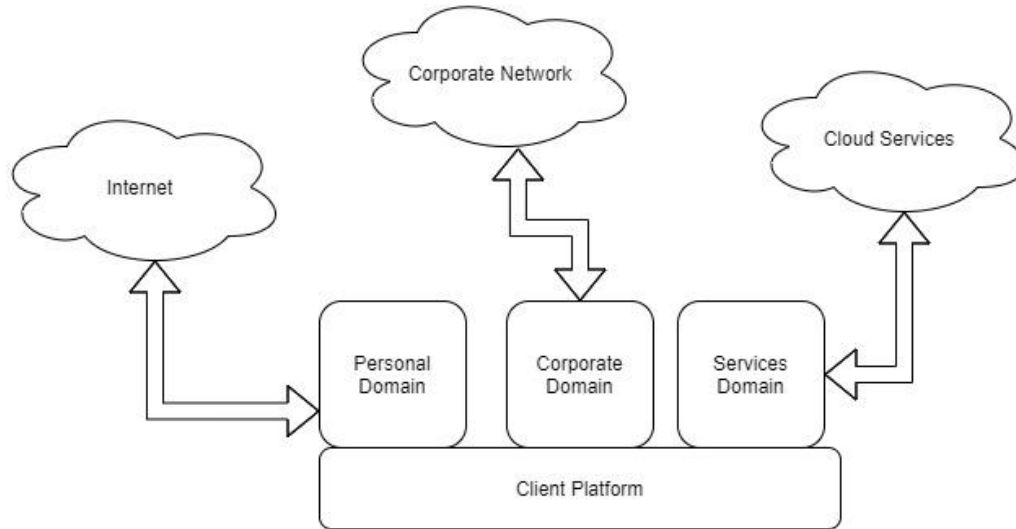 Corporate Network
Cloud Services
Internet
Personal
Domain
Corporate
Domain
Services
Domain
Client Platform